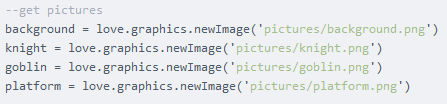 --get pictures
background = love.graphics.newImage('pictures/background.png')
knight = love.graphics.newImage('pictures/knight.png')
goblin = love.graphics.newImage('pictures/goblin.png')
platform = love.graphics.newImage('pictures/platform.png')